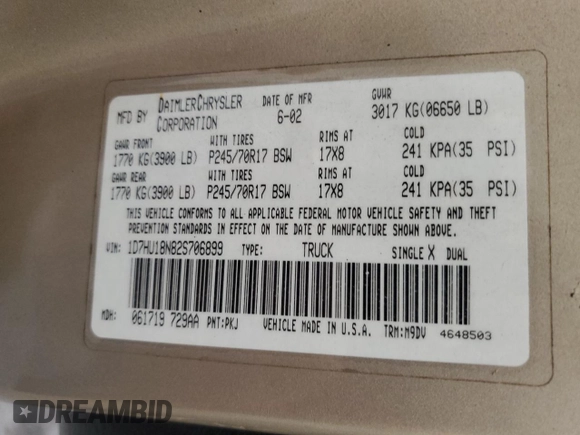 MFD BY DAIMLERCHRYSLER CORPORATION DATE OF MFR 6-02 GVWR 3017 KG(06650 LB)
GAWR FRONT WITH TIRES RIMS AT COLD
1770 KG(3900 LB) P245/70R17 BSW 17X8 241 KPA(35 PSI)
GAWR REAR WITH TIRES RIMS AT COLD
1770 KG(3900 LB) P245/70R17 BSW 17X8 241 KPA(35 PSI)
THIS VEHICLE CONFORMS TO ALL APPLICABLE FEDERAL MOTOR VEHICLE SAFETY AND THEFT
PREVENTION STANDARDS IN EFFECT ON THE DATE OF MANUFACTURE SHOWN ABOVE.
VIN: 1D7HU18N82S706899 TYPE: TRUCK SINGLE X DUAL
MDH: 061719 729AA PNT:PKJ VEHICLE MADE IN U.S.A. TRM:M9DV 4648503
DREAMBID